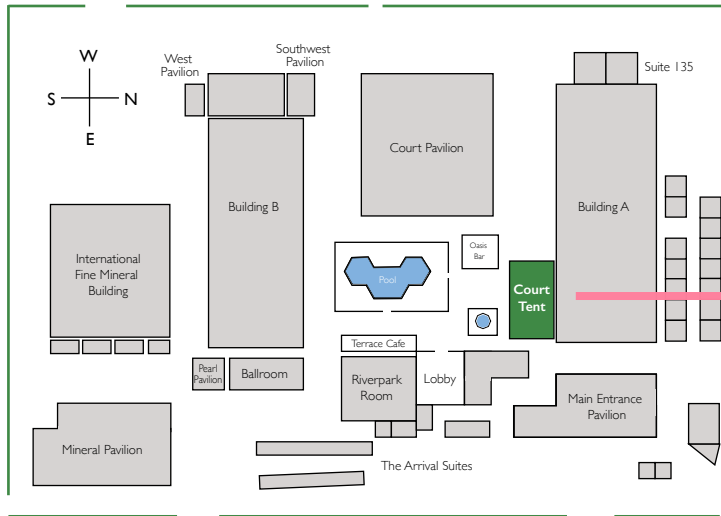 W
S
N
E
West
Pavilion
Southwest
Pavilion
Suite 135
Court Pavilion
Building B
Building A
International
Fine Mineral
Building
Oasis
Bar
Pool
Court
Tent
Terrace Cafe
Pearl
Pavilion
Ballroom
Riverpark
Room
Lobby
Main Entrance
Pavilion
Mineral Pavilion
The Arrival Suites